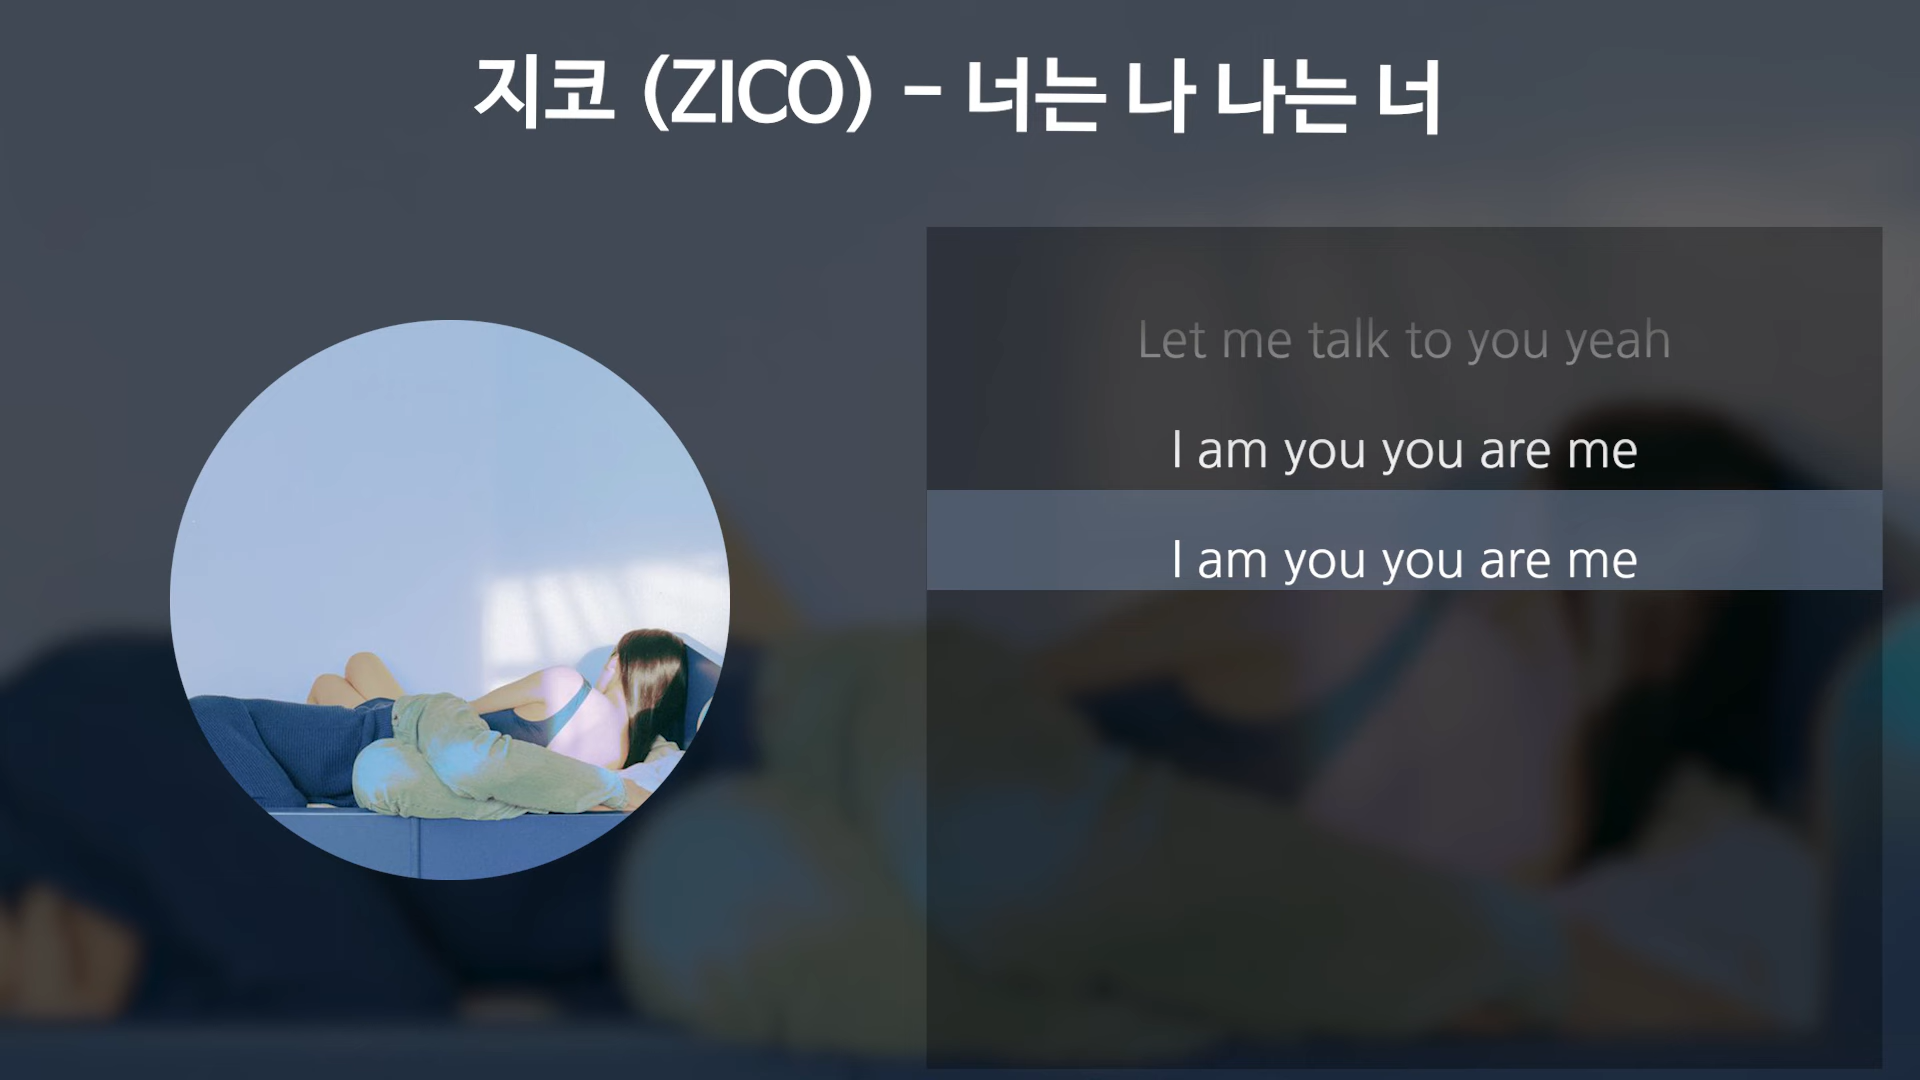 지코 (ZICO) - 너는 나 나는 너
Let me talk to you yeah
I am you you are me
I am you you are me